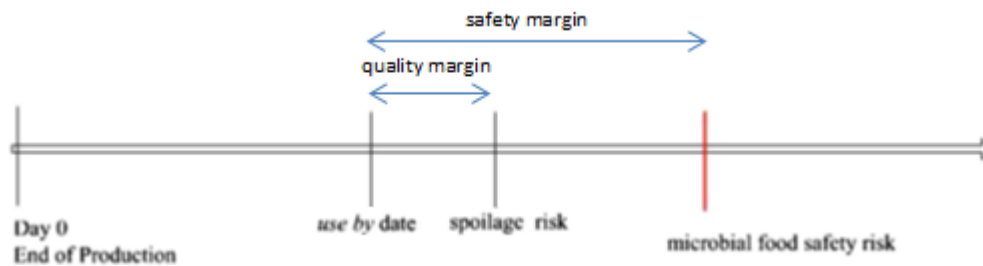 safety margin
quality margin
Day 0
End of Production
use by date
spoilage risk
microbial food safety risk